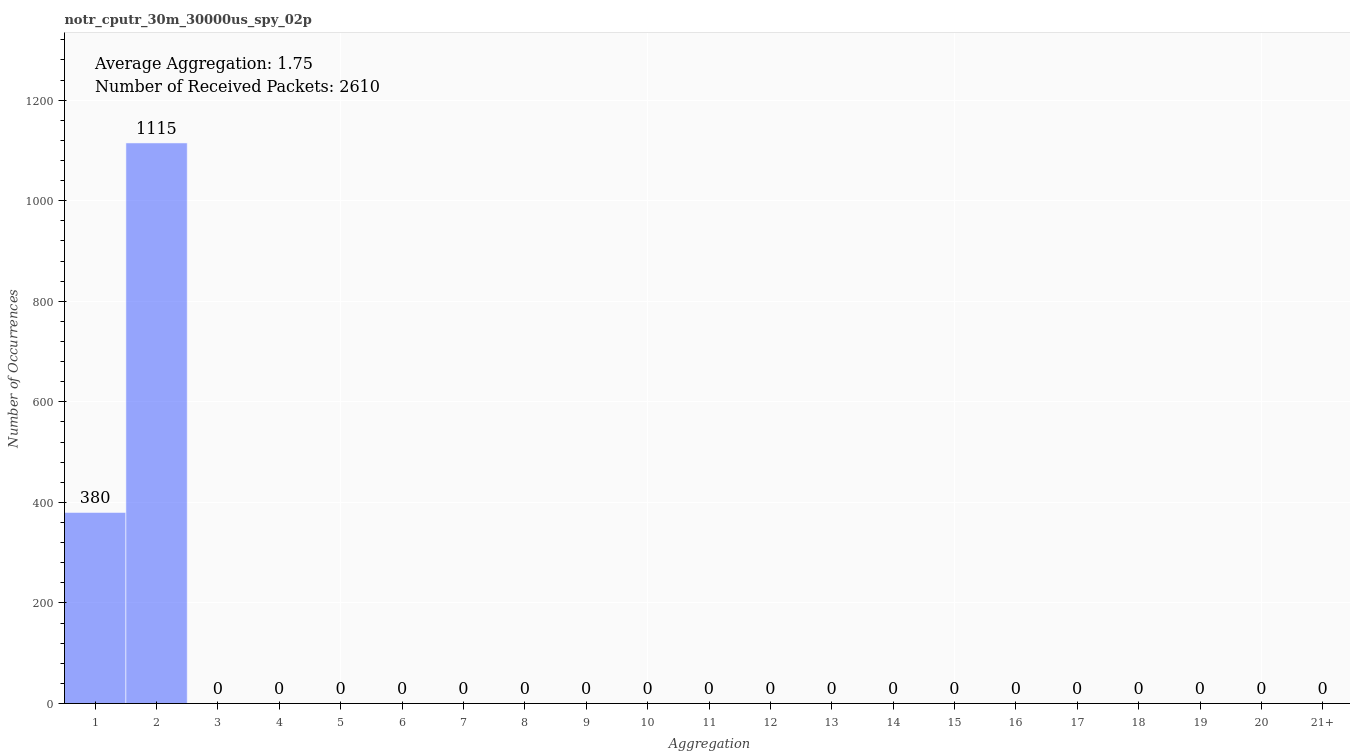 notr_cputr_30m_30000us_spy_02p
Average Aggregation: 1.75
Number of Received Packets: 2610
1200
1115
1000
800
600
400
380
200
0
0 0 0 0 0 0 0 0 0 0 0 0 0 0 0 0 0 0 0
1 2 3 4 5 6 7 8 9 10 11 12 13 14 15 16 17 18 19 20 21+
Number of Occurrences
Aggregation